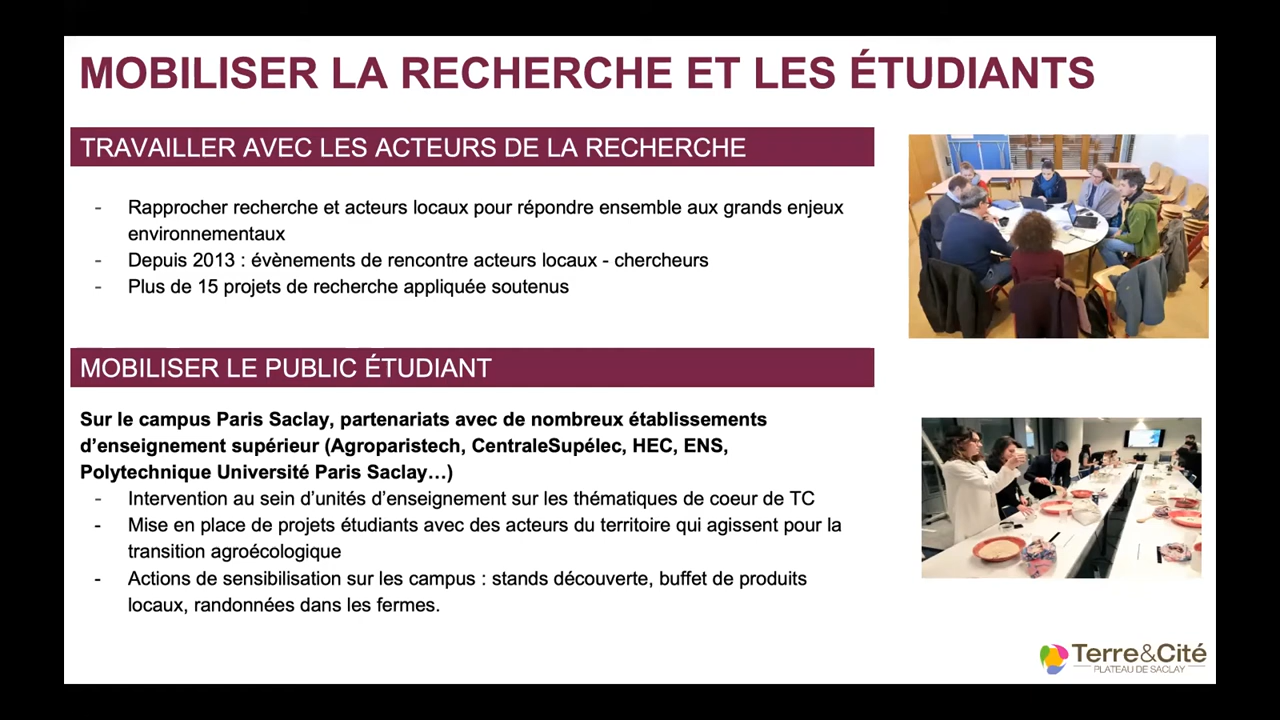 MOBILISER LA RECHERCHE ET LES ÉTUDIANTS
TRAVAILLER AVEC LES ACTEURS DE LA RECHERCHE
- Rapprocher recherche et acteurs locaux pour répondre ensemble aux grands enjeux
environnementaux
- Depuis 2013 : évènements de rencontre acteurs locaux - chercheurs
- Plus de 15 projets de recherche appliquée soutenus
MOBILISER LE PUBLIC ÉTUDIANT
Sur le campus Paris Saclay, partenariats avec de nombreux établissements
d’enseignement supérieur (Agroparistech, CentraleSupélec, HEC, ENS,
Polytechnique Université Paris Saclay…)
- Intervention au sein d’unités d’enseignement sur les thématiques de coeur de TC
- Mise en place de projets étudiants avec des acteurs du territoire qui agissent pour la
transition agroécologique
- Actions de sensibilisation sur les campus : stands découverte, buffet de produits
locaux, randonnées dans les fermes.
Terre&Cité
PLATEAU DE SACLAY